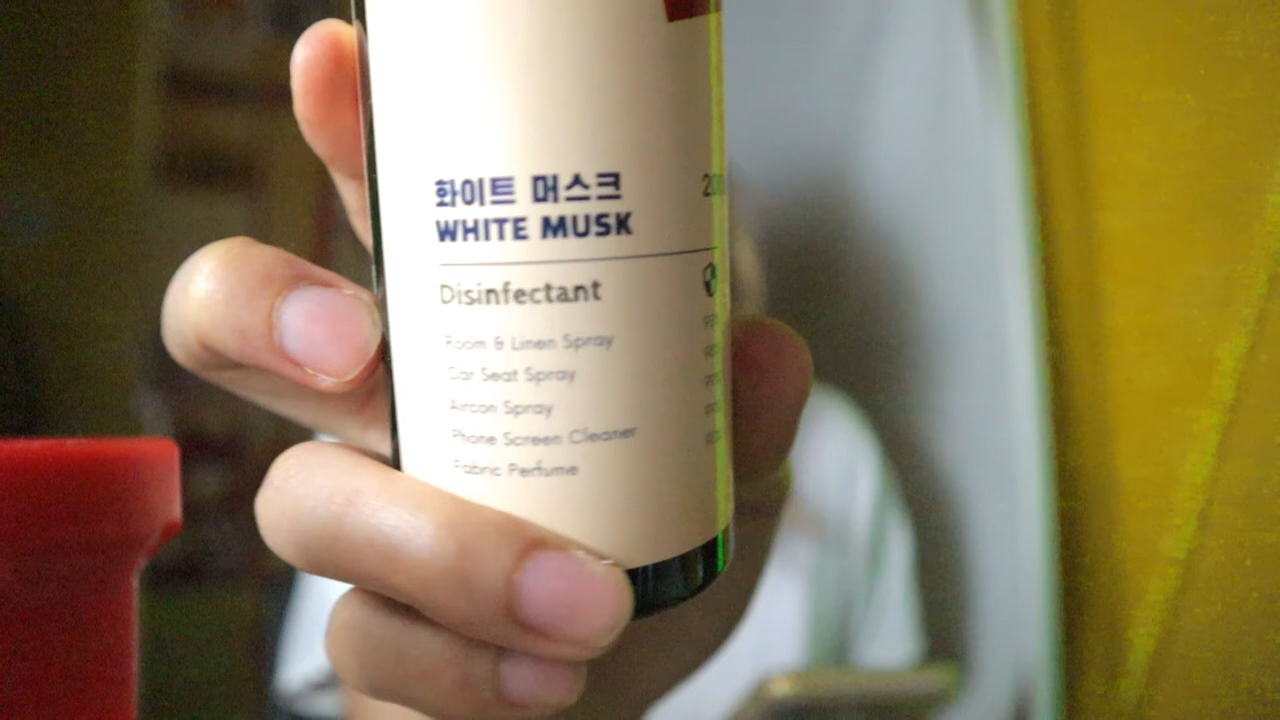 화이트 머스크
WHITE MUSK
Disinfectant
Room & Linen Spray
Car Seat Spray
Aircon Spray
Phone Screen Cleaner
Fabric Perfume